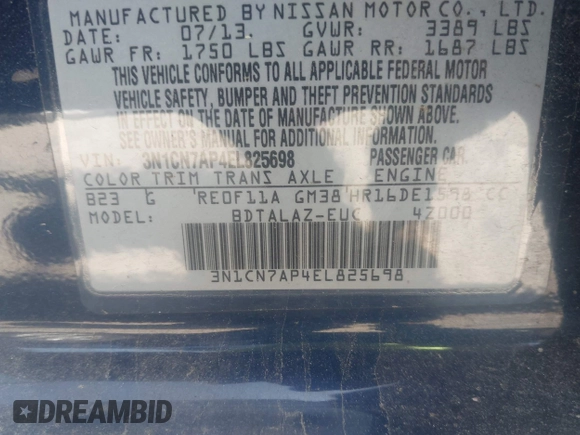 MANUFACTURED BY NISSAN MOTOR CO., LTD.
DATE: 07/13. GVWR: 3389 LBS
GAWR FR: 1750 LBS GAWR RR: 1687 LBS
THIS VEHICLE CONFORMS TO ALL APPLICABLE FEDERAL MOTOR
VEHICLE SAFETY, BUMPER AND THEFT PREVENTION STANDARDS
IN EFFECT ON THE DATE OF MANUFACTURE SHOWN ABOVE.
SEE OWNER'S MANUAL FOR ADDITIONAL INFORMATION.
VIN: 3N1CN7AP4EL825698 PASSENGER CAR.
COLOR TRIM TRANS AXLE ENGINE
B23 G RE0F11A GM38 HR16DE1598 CC
MODEL: BDTALAZ-EUC 4Z000
3N1CN7AP4EL825698
DREAMBID